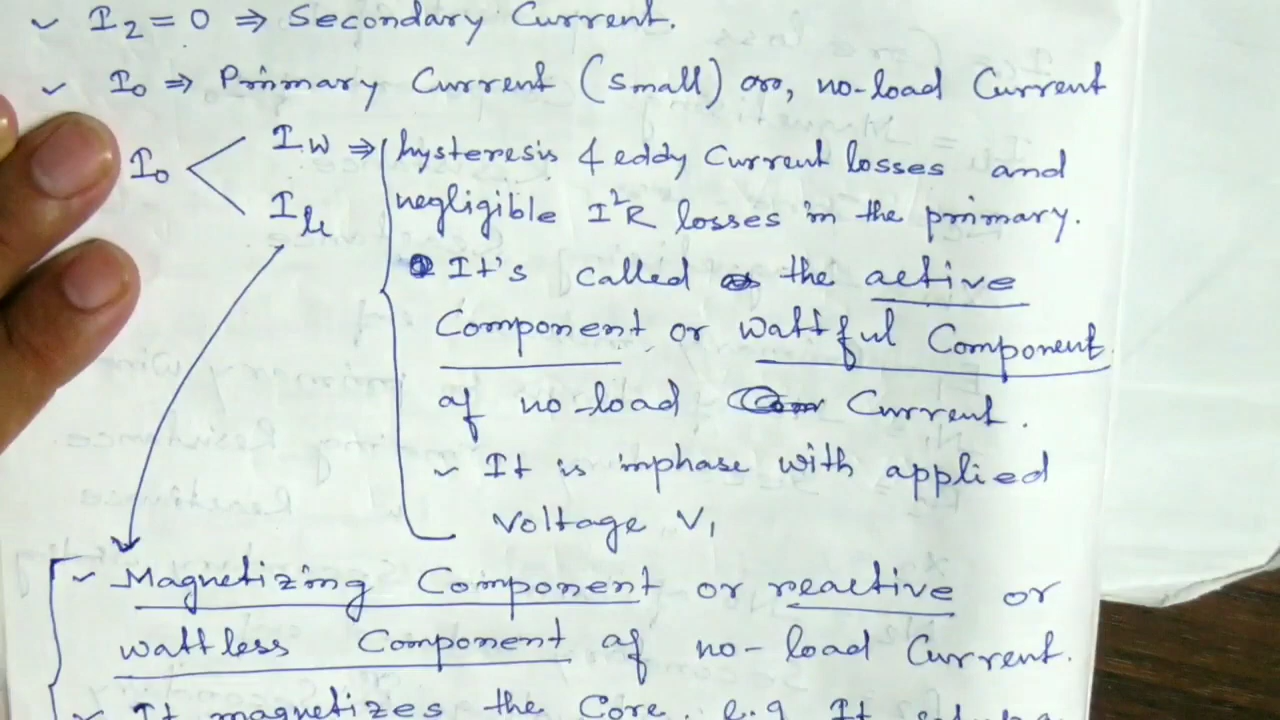 ✓ I₂ = 0 ⇒ Secondary Current.
✓ I₀ ⇒ Primary Current (small) or, no-load Current
I₀ < I w ⇒ hysteresis & eddy Current losses and
I μ negligible I²R losses in the primary.
It's called the active
Component or wattful Component
of no-load Current.
✓ It is inphase with applied
Voltage V₁
✓ Magnetizing Component or reactive or
wattless Component of no-load Current.
✓ It magnetizes the Core. e.g It